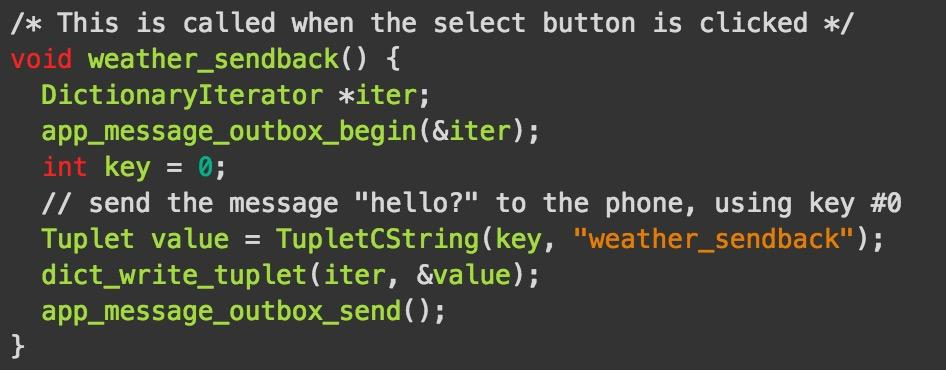 /* This is called when the select button is clicked */
void weather_sendback() {
  DictionaryIterator *iter;
  app_message_outbox_begin(&iter);
  int key = 0;
  // send the message "hello?" to the phone, using key #0
  Tuplet value = TupletCString(key, "weather_sendback");
  dict_write_tuplet(iter, &value);
  app_message_outbox_send();
}